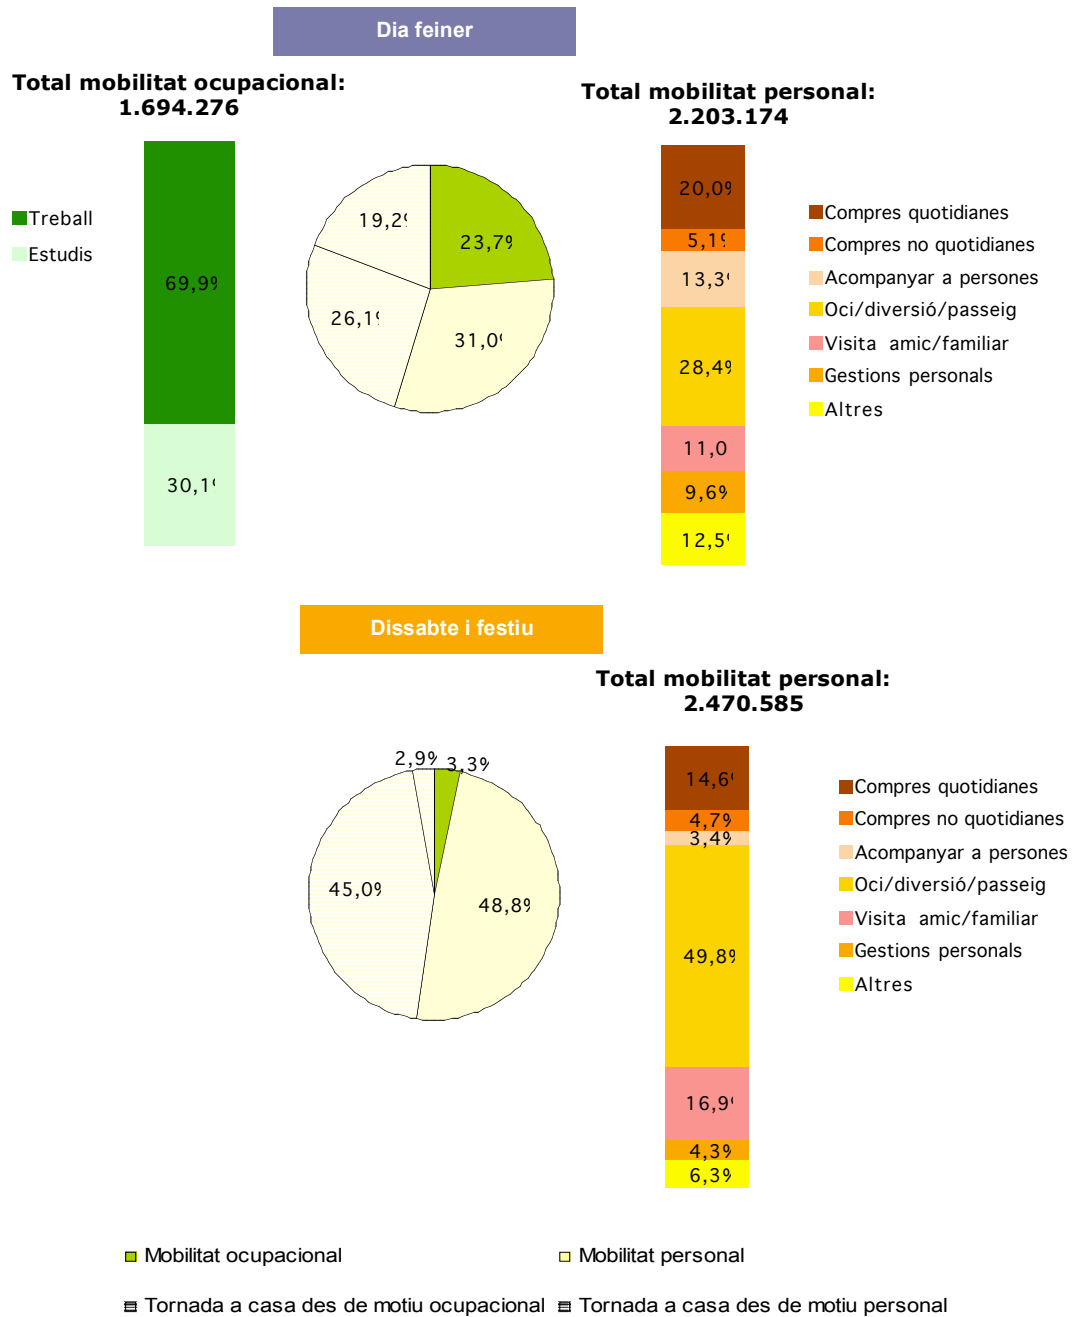 Dia feiner
Total mobilitat ocupacional:
1.694.276
Total mobilitat personal:
2.203.174
Treball
Estudis
69,9%
30,1%
19,2%
23,7%
26,1%
31,0%
20,0%
5,1%
13,3%
28,4%
11,0
9,6%
12,5%
Compres quotidianes
Compres no quotidianes
Acompanyar a persones
Oci/diversió/passeig
Visita amic/familiar
Gestions personals
Altres
Dissabte i festiu
Total mobilitat personal:
2.470.585
2,9%
3,3%
45,0%
48,8%
14,6%
4,7%
3,4%
49,8%
16,9%
4,3%
6,3%
Compres quotidianes
Compres no quotidianes
Acompanyar a persones
Oci/diversió/passeig
Visita amic/familiar
Gestions personals
Altres
Mobilitat ocupacional
Mobilitat personal
Tornada a casa des de motiu ocupacional
Tornada a casa des de motiu personal